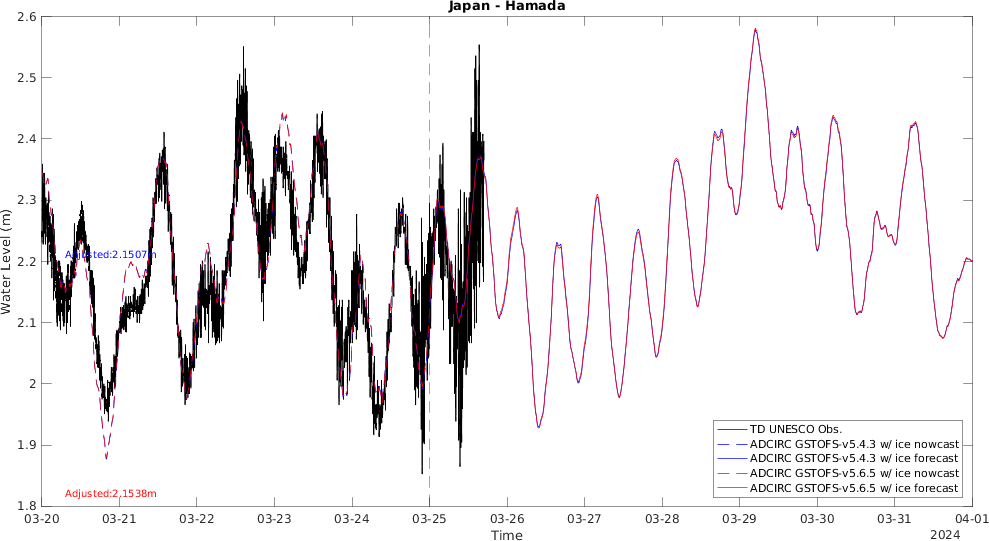 Japan - Hamada
2.6
2.5
2.4
2.3
2.2
2.1
2
1.9
1.8
Water Level (m)
Adjusted:2.1507m
Adjusted:2.1538m
TD UNESCO Obs.
ADCIRC GSTOFS-v5.4.3 w/ ice nowcast
ADCIRC GSTOFS-v5.4.3 w/ ice forecast
ADCIRC GSTOFS-v5.6.5 w/ ice nowcast
ADCIRC GSTOFS-v5.6.5 w/ ice forecast
03-20 03-21 03-22 03-23 03-24 03-25 03-26 03-27 03-28 03-29 03-30 03-31 04-01
Time
2024